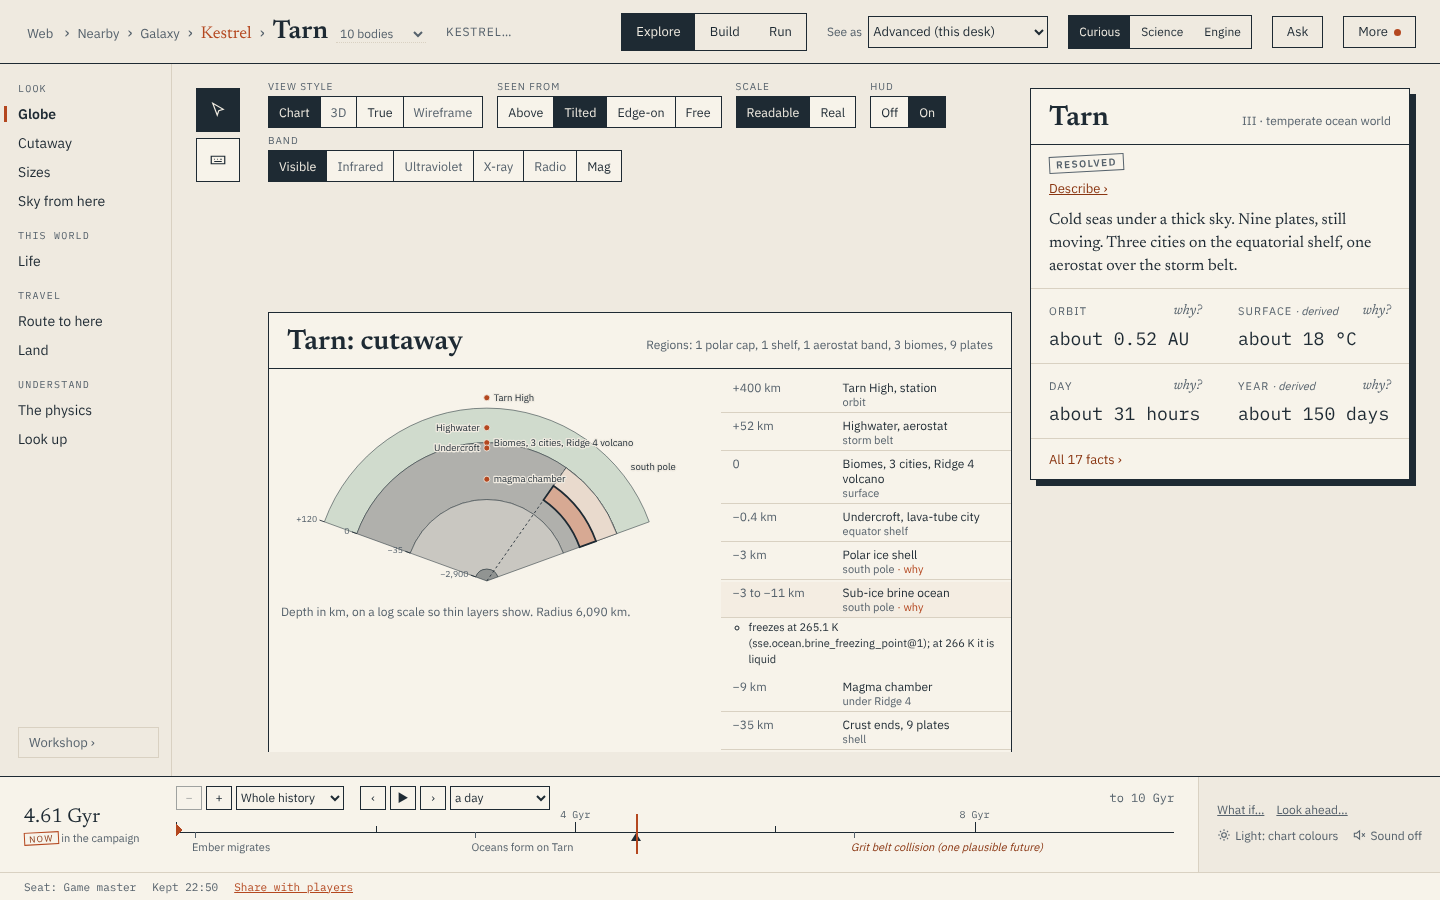 Web › Nearby › Galaxy › Kestrel › Tarn 10 bodies KESTREL…
Explore Build Run See as Advanced (this desk) Curious Science Engine Ask More
LOOK
Globe
Cutaway
Sizes
Sky from here
THIS WORLD
Life
TRAVEL
Route to here
Land
UNDERSTAND
The physics
Look up
Workshop ›
VIEW STYLE
Chart 3D True Wireframe
SEEN FROM
Above Tilted Edge-on Free
SCALE
Readable Real
HUD
Off On
BAND
Visible Infrared Ultraviolet X-ray Radio Mag
Tarn: cutaway
Regions: 1 polar cap, 1 shelf, 1 aerostat band, 3 biomes, 9 plates
Tarn High
Highwater
Biomes, 3 cities, Ridge 4 volcano
Undercroft
south pole
magma chamber
+120
0
−35
−2,900
Depth in km, on a log scale so thin layers show. Radius 6,090 km.
+400 km Tarn High, station
orbit
+52 km Highwater, aerostat
storm belt
0 Biomes, 3 cities, Ridge 4
volcano
surface
−0.4 km Undercroft, lava-tube city
equator shelf
−3 km Polar ice shell
south pole · why
−3 to −11 km Sub-ice brine ocean
south pole · why
freezes at 265.1 K
(sse.ocean.brine_freezing_point@1); at 266 K it is
liquid
−9 km Magma chamber
under Ridge 4
−35 km Crust ends, 9 plates
shell
Tarn
III · temperate ocean world
RESOLVED
Describe ›
Cold seas under a thick sky. Nine plates, still
moving. Three cities on the equatorial shelf, one
aerostat over the storm belt.
ORBIT why?
about 0.52 AU
SURFACE · derived why?
about 18 °C
DAY why?
about 31 hours
YEAR · derived why?
about 150 days
All 17 facts ›
4.61 Gyr
NOW in the campaign
− + Whole history ‹ ▶ › a day
to 10 Gyr
4 Gyr
8 Gyr
Ember migrates
Oceans form on Tarn
Grit belt collision (one plausible future)
What if… Look ahead…
Light: chart colours Sound off
Seat: Game master Kept 22:50 Share with players